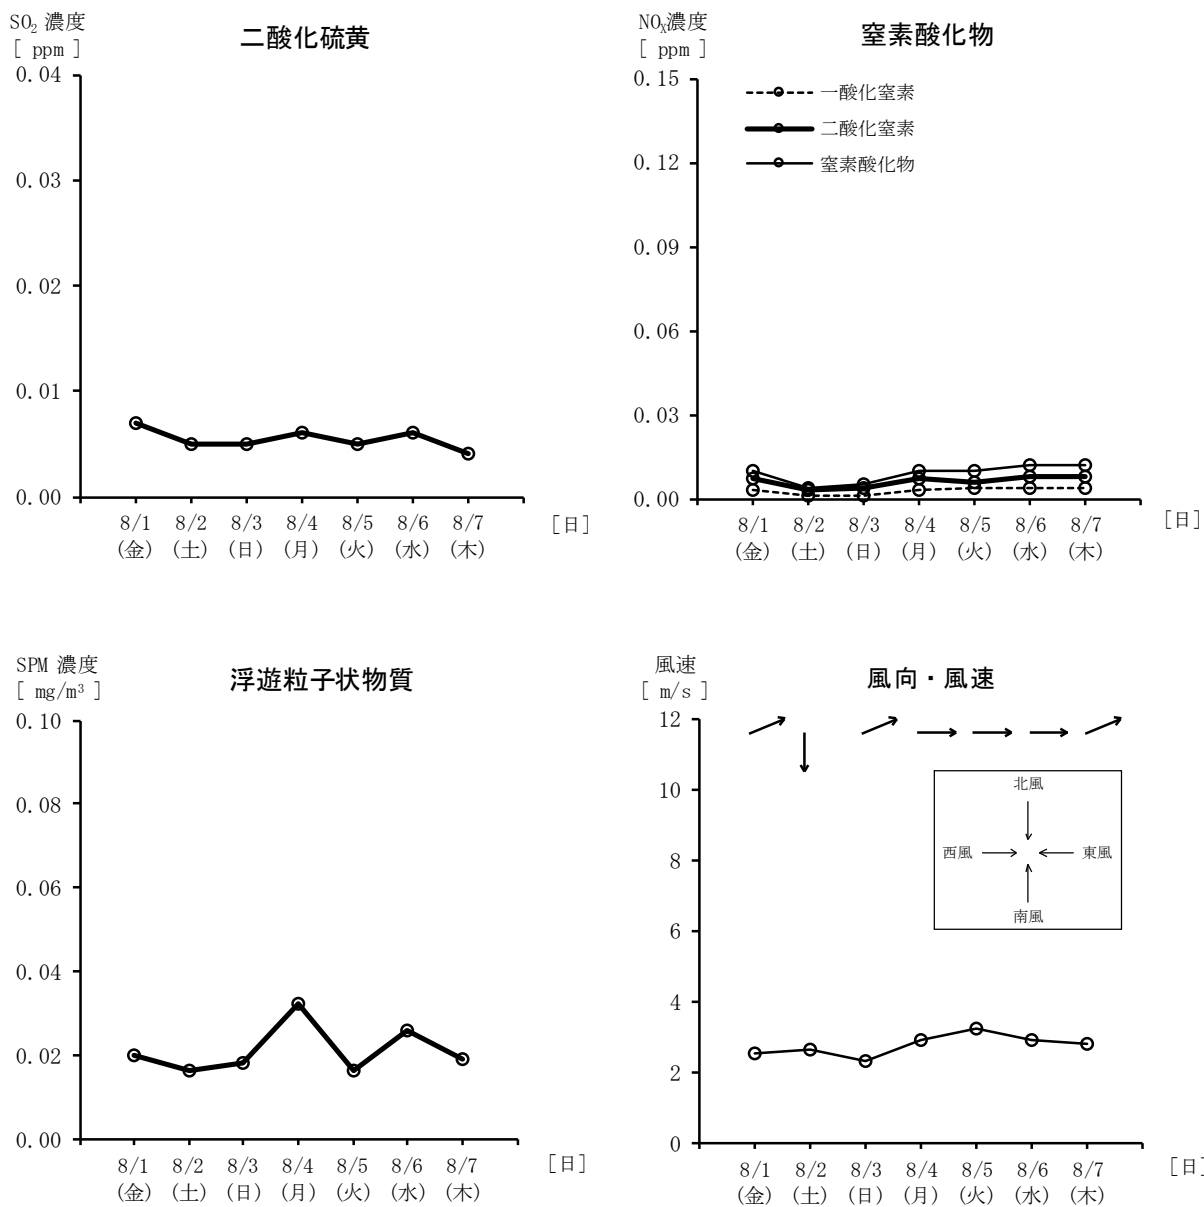 SO₂ 濃度
[ ppm ]
二酸化硫黄
0.04
0.03
0.02
0.01
0.00
8/1 8/2 8/3 8/4 8/5 8/6 8/7
(金) (土) (日) (月) (火) (水) (木)
[日]
NOX濃度
[ ppm ]
窒素酸化物
一酸化窒素
二酸化窒素
窒素酸化物
0.15
0.12
0.09
0.06
0.03
0.00
8/1 8/2 8/3 8/4 8/5 8/6 8/7
(金) (土) (日) (月) (火) (水) (木)
[日]
SPM 濃度
[ mg/m³ ]
浮遊粒子状物質
0.10
0.08
0.06
0.04
0.02
0.00
8/1 8/2 8/3 8/4 8/5 8/6 8/7
(金) (土) (日) (月) (火) (水) (木)
[日]
風速
[ m/s ]
風向・風速
12
10
8
6
4
2
0
北風
西風 東風
南風
8/1 8/2 8/3 8/4 8/5 8/6 8/7
(金) (土) (日) (月) (火) (水) (木)
[日]